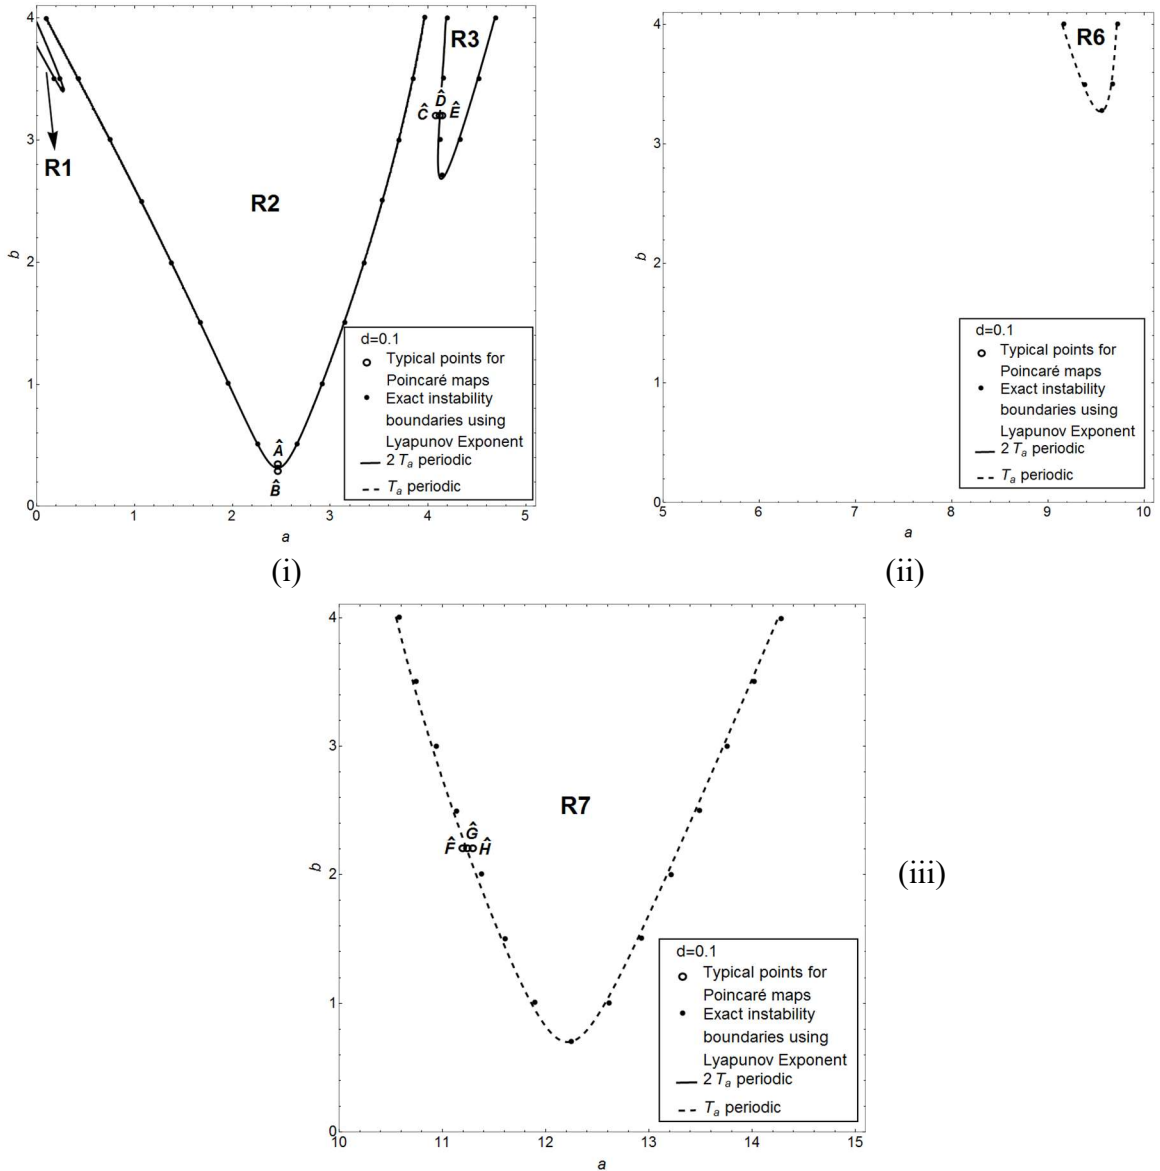 4
3
2
1
0
b
R1
R2
R3
Ĉ
D̂
Ê
Â
B̂
d=0.1
Typical points for
Poincaré maps
Exact instability
boundaries using
Lyapunov Exponent
2 Ta periodic
Ta periodic
0 1 2 3 4 5
a
(i)
4
3
2
1
0
b
R6
d=0.1
Typical points for
Poincaré maps
Exact instability
boundaries using
Lyapunov Exponent
2 Ta periodic
Ta periodic
5 6 7 8 9 10
a
(ii)
4
3
2
1
0
b
R7
Ĝ
F̂ Ĥ
d=0.1
Typical points for
Poincaré maps
Exact instability
boundaries using
Lyapunov Exponent
2 Ta periodic
Ta periodic
10 11 12 13 14 15
a
(iii)